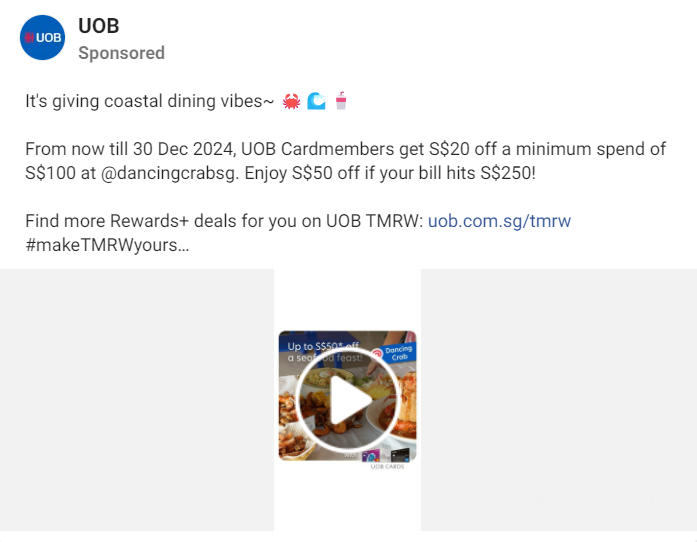 UOB
UOB
Sponsored
It's giving coastal dining vibes~ 🦀 🌊 🥤
From now till 30 Dec 2024, UOB Cardmembers get S$20 off a minimum spend of
S$100 at @dancingcrabsg. Enjoy S$50 off if your bill hits S$250!
Find more Rewards+ deals for you on UOB TMRW: uob.com.sg/tmrw
#makeTMRWyours...
Up to S$50* off
a seafood feast!
Dancing
Crab
UOB CARDS